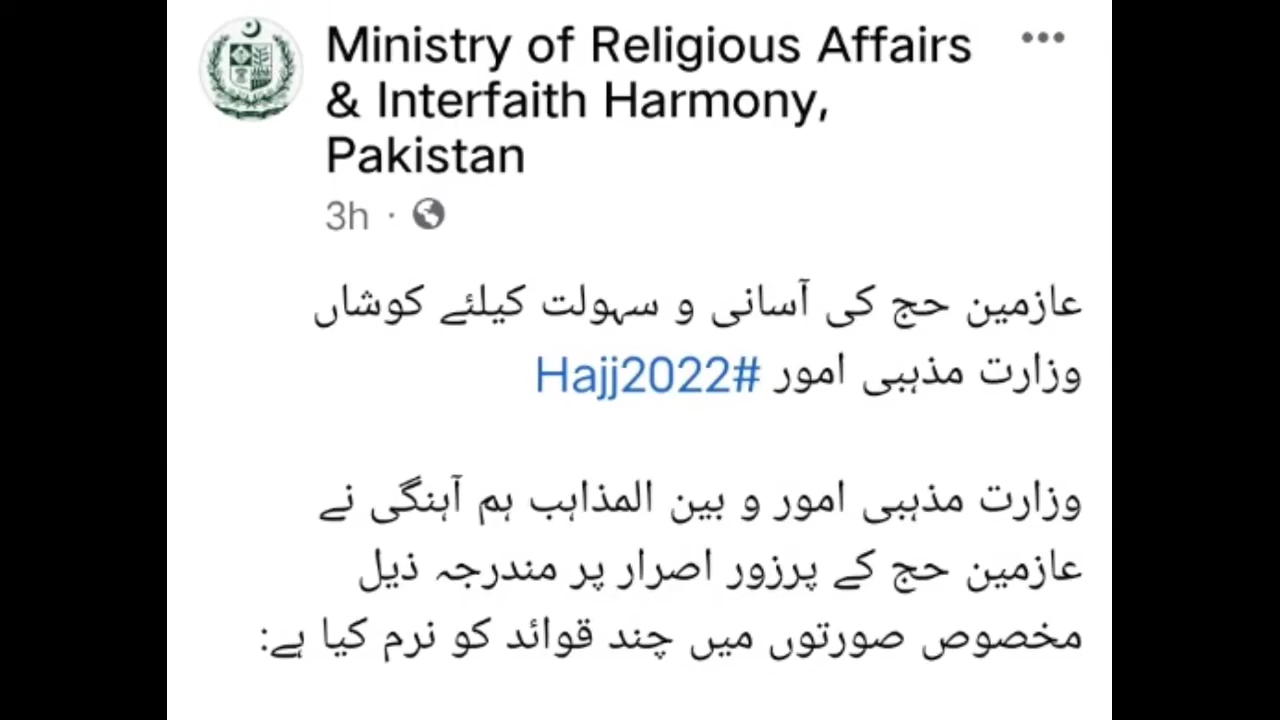 Ministry of Religious Affairs
& Interfaith Harmony,
Pakistan
3h ·
عازمین حج کی آسانی و سہولت کیلئے کوشاں
وزارت مذہبی امور #Hajj2022
وزارت مذہبی امور و بین المذاہب ہم آہنگی نے
عازمین حج کے پرزور اصرار پر مندرجہ ذیل
مخصوص صورتوں میں چند قوائد کو نرم کیا ہے: